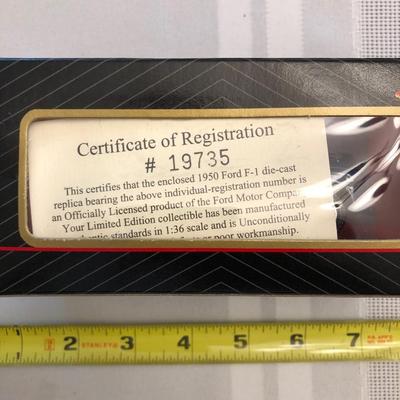 Certificate of Registration
# 19735
This certifies that the enclosed 1950 Ford F-1 die-cast
replica bearing the above individual-registration number is
an Officially Licensed product of the Ford Motor Compan
Your Limited Edition collectible has been manufactured
standards in 1:36 scale and is Unconditionally
poor workmanship.
2 STANLEY® 3 4 5 6 7